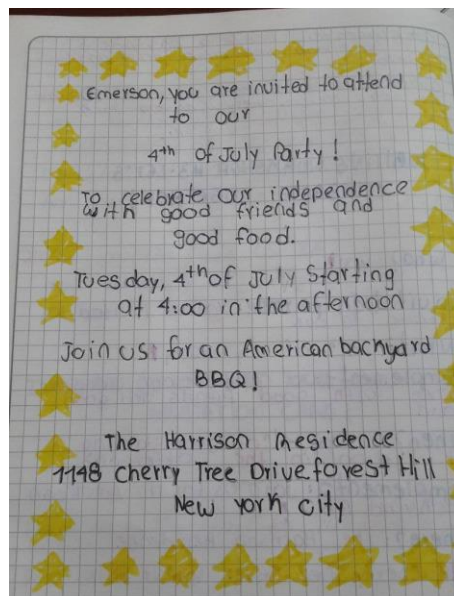 Emerson, you are invited to attend
to our
4th of July Party!
To celebrate our independence
with good friends and
good food.
Tuesday, 4th of July Starting
at 4:00 in the afternoon
Join us for an American bachyard
BBQ!
The Harrison Residence
1148 Cherry Tree Drive forest Hill
New york city